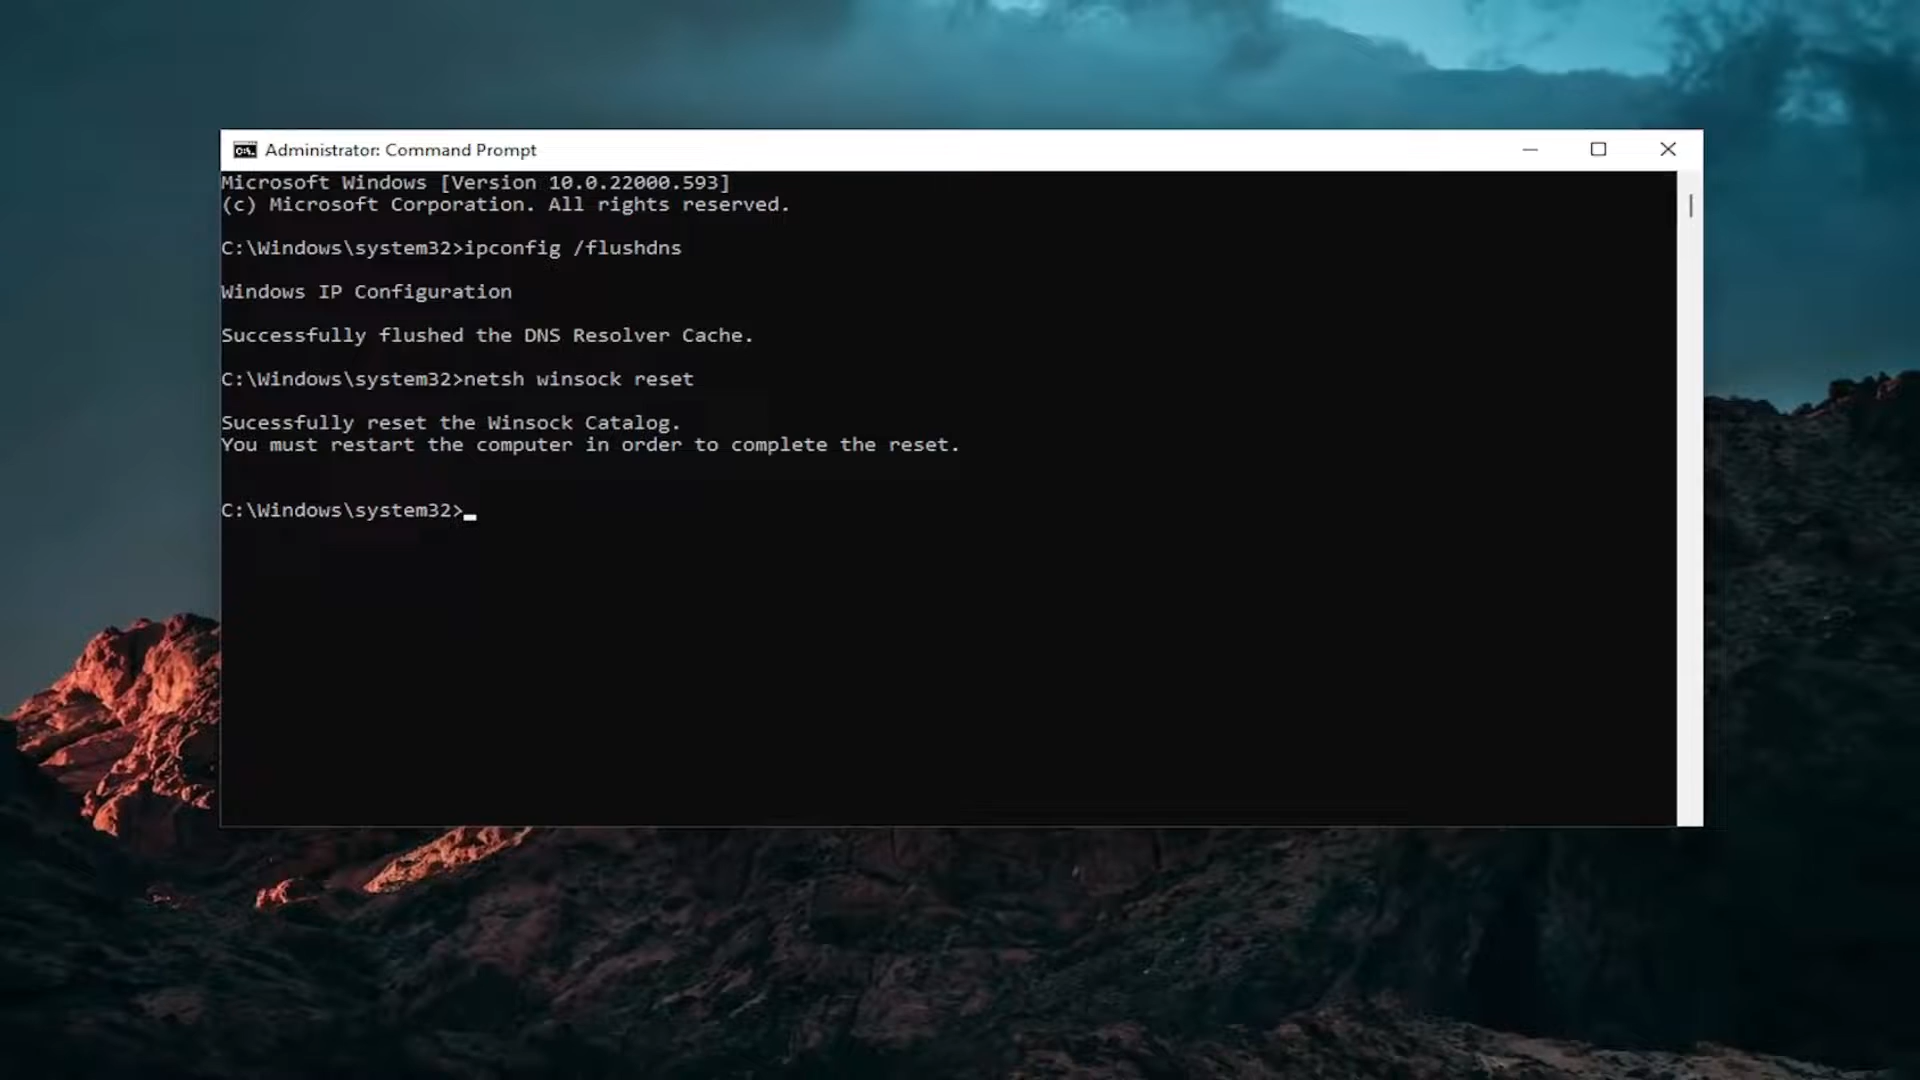 Administrator: Command Prompt
Microsoft Windows [Version 10.0.22000.593]
(c) Microsoft Corporation. All rights reserved.
C:\Windows\system32>ipconfig /flushdns
Windows IP Configuration
Successfully flushed the DNS Resolver Cache.
C:\Windows\system32>netsh winsock reset
Sucessfully reset the Winsock Catalog.
You must restart the computer in order to complete the reset.
C:\Windows\system32>